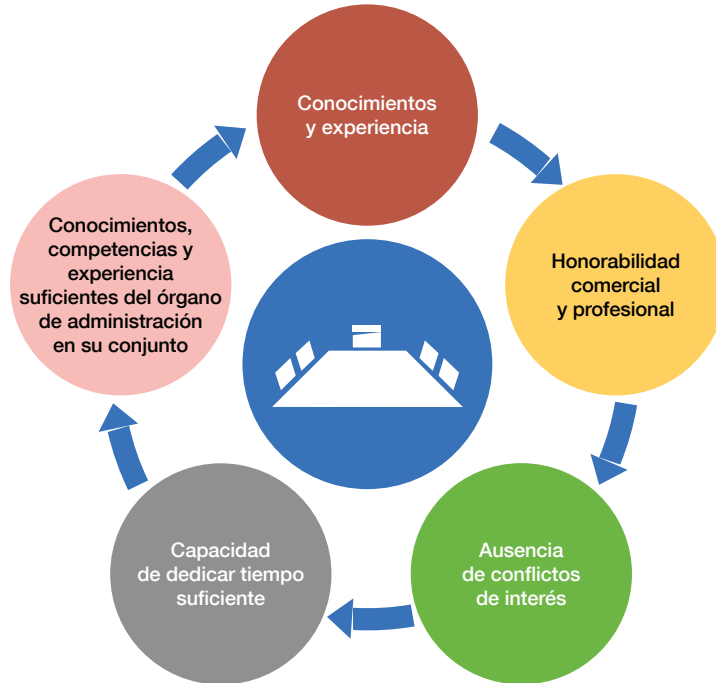 Conocimientos
y experiencia
Honorabilidad
comercial
y profesional
Ausencia
de conflictos
de interés
Capacidad
de dedicar tiempo
suficiente
Conocimientos,
competencias y
experiencia
suficientes del órgano
de administración
en su conjunto